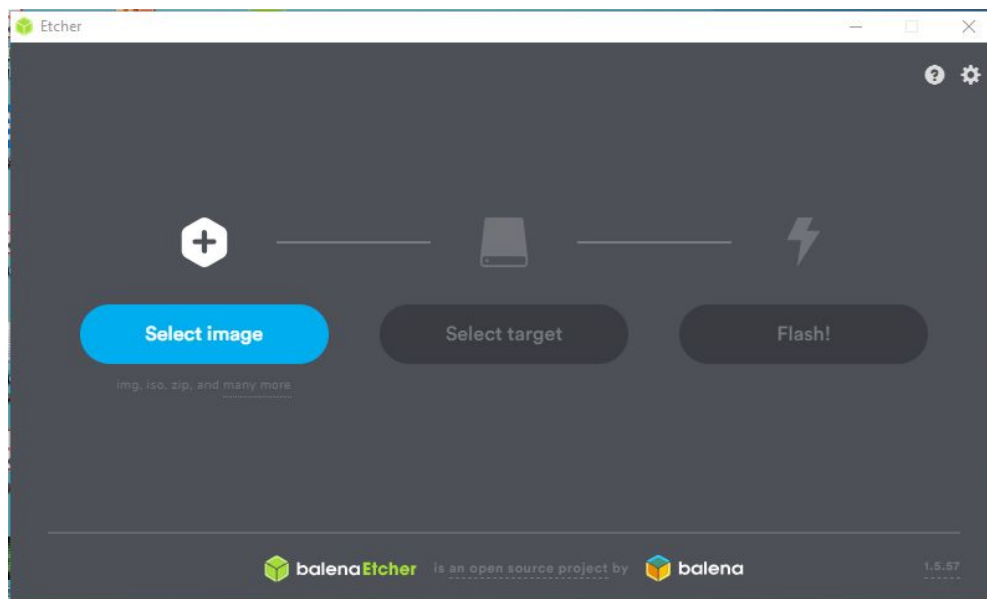 Etcher
Select image
Select target
Flash!
img, iso, zip, and many more
balenaEtcher is an open source project by balena
1.5.57